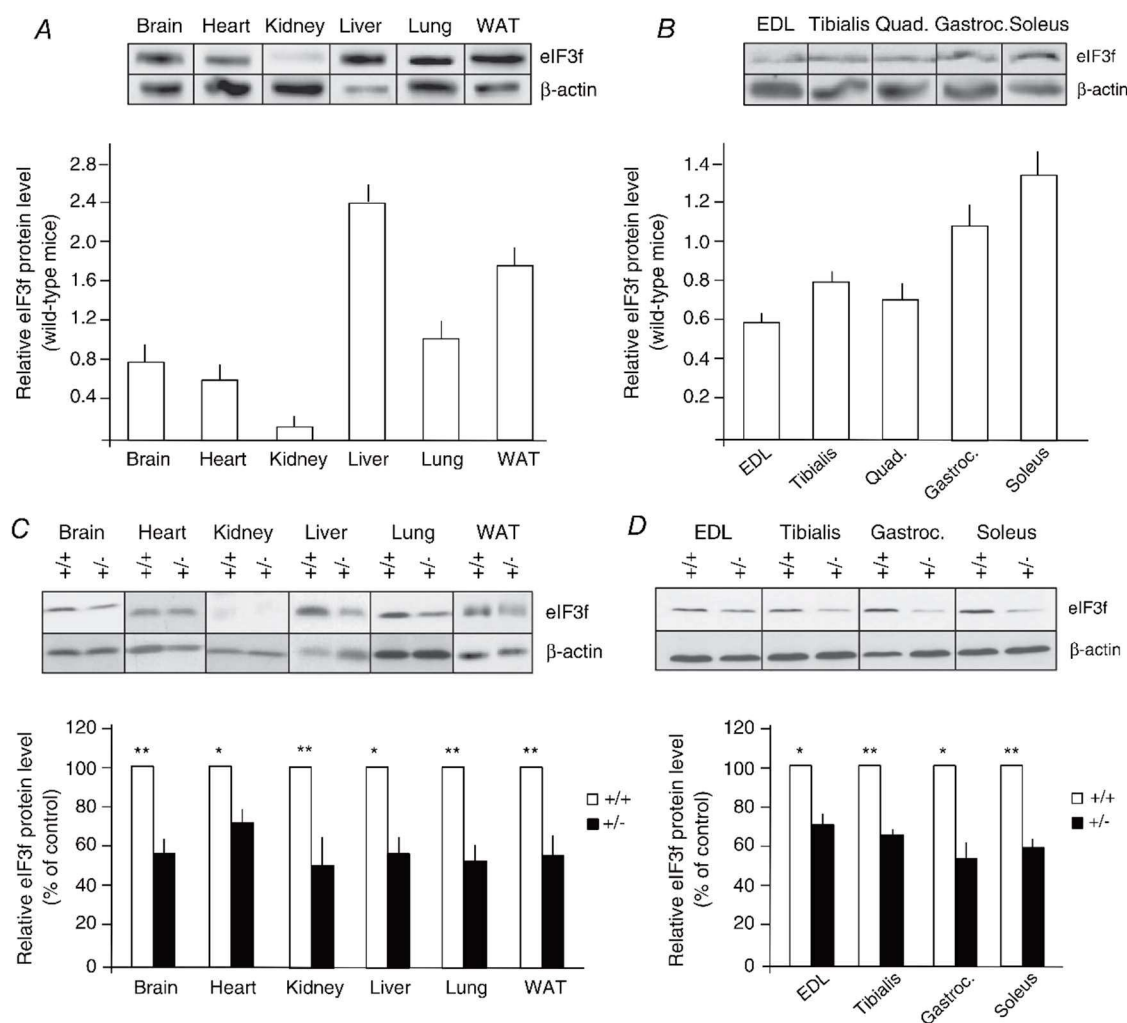 A
Brain Heart Kidney Liver Lung WAT
eIF3f
β-actin
Relative eIF3f protein level
(wild-type mice)
2.8
2.4
2.0
1.6
1.2
0.8
0.4
Brain Heart Kidney Liver Lung WAT
B
EDL Tibialis Quad. Gastroc. Soleus
eIF3f
β-actin
Relative eIF3f protein level
(wild-type mice)
1.4
1.2
1.0
0.8
0.6
0.4
0.2
EDL Tibialis Quad. Gastroc. Soleus
C
Brain Heart Kidney Liver Lung WAT
+/+ +/- +/+ +/- +/+ +/- +/+ +/- +/+ +/- +/+ +/-
eIF3f
β-actin
Relative eIF3f protein level
(% of control)
120
100
80
60
40
20
0
** * ** * ** **
+/+
+/-
Brain Heart Kidney Liver Lung WAT
D
EDL Tibialis Gastroc. Soleus
+/+ +/- +/+ +/- +/+ +/- +/+ +/-
eIF3f
β-actin
Relative eIF3f protein level
(% of control)
120
100
80
60
40
20
0
* ** * **
+/+
+/-
EDL Tibialis Gastroc. Soleus